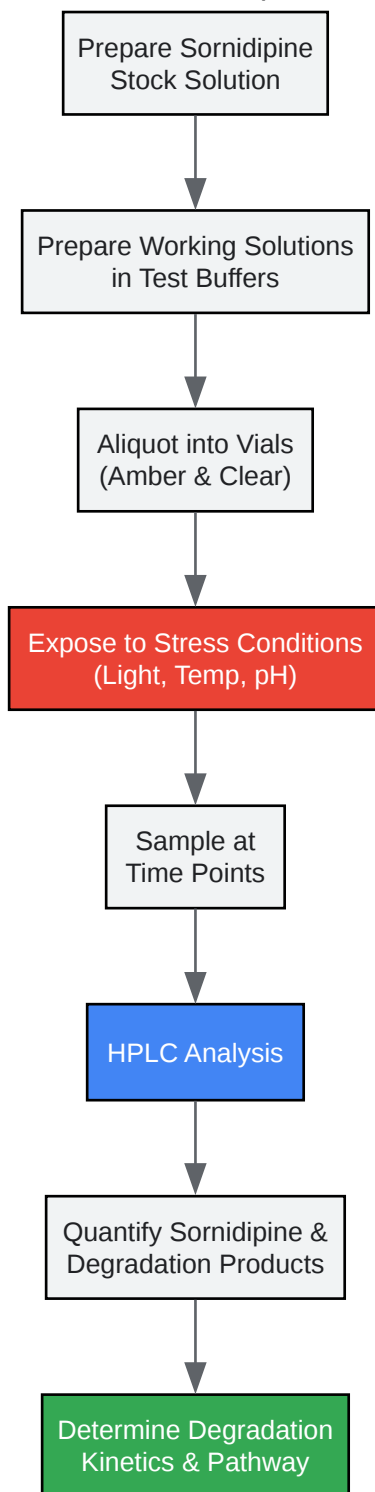 Prepare Sornidipine
Stock Solution
Prepare Working Solutions
in Test Buffers
Aliquot into Vials
(Amber & Clear)
Expose to Stress Conditions
(Light, Temp, pH)
Sample at
Time Points
HPLC Analysis
Quantify Sornidipine &
Degradation Products
Determine Degradation
Kinetics & Pathway